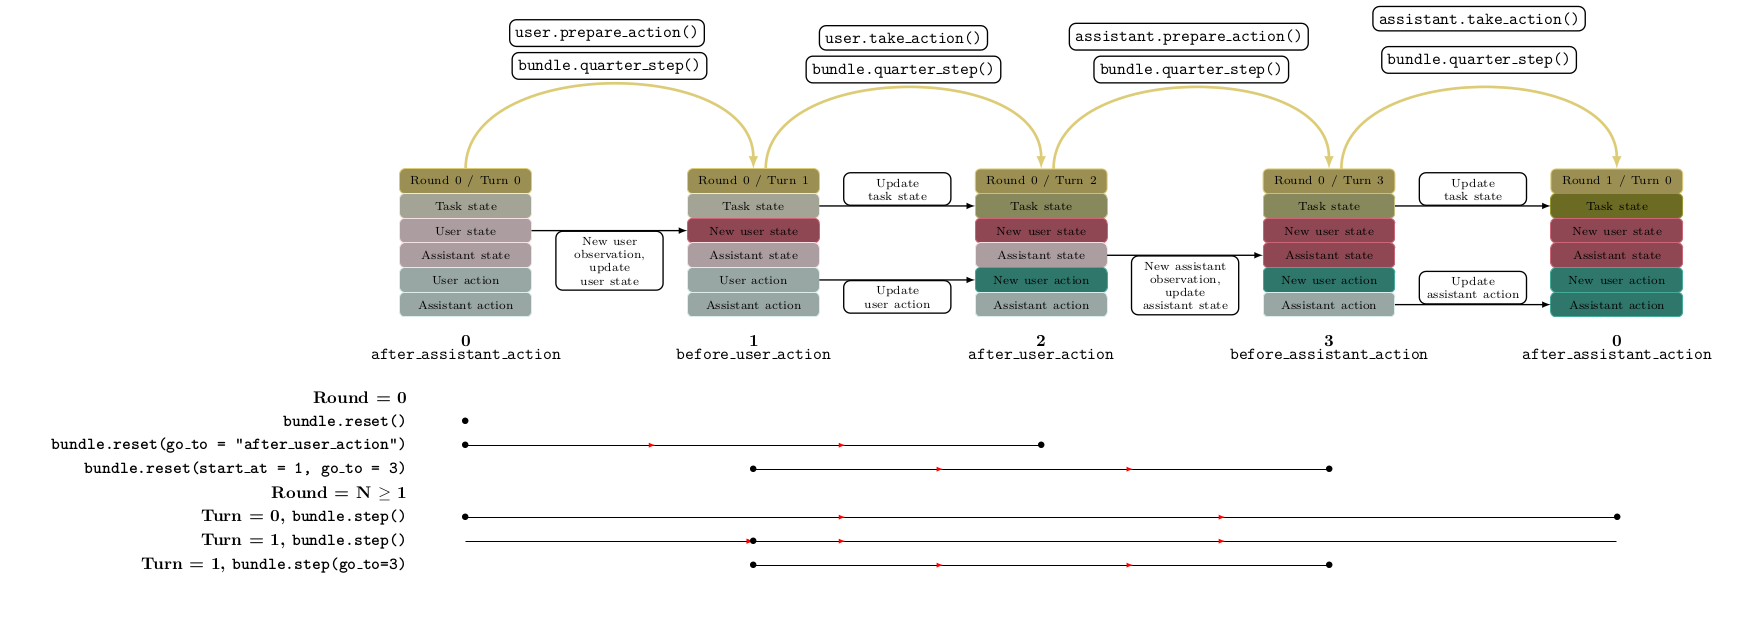 user.prepare_action()
bundle.quarter_step()
user.take_action()
bundle.quarter_step()
assistant.prepare_action()
bundle.quarter_step()
assistant.take_action()
bundle.quarter_step()
Round 0 / Turn 0
Task state
User state
Assistant state
User action
Assistant action
New user
observation,
update
user state
Round 0 / Turn 1
Task state
New user state
Assistant state
User action
Assistant action
Update
task state
Update
user action
Round 0 / Turn 2
Task state
New user state
Assistant state
New user action
Assistant action
New assistant
observation,
update
assistant state
Round 0 / Turn 3
Task state
New user state
Assistant state
New user action
Assistant action
Update
task state
Update
assistant action
Round 1 / Turn 0
Task state
New user state
Assistant state
New user action
Assistant action
0
after_assistant_action
1
before_user_action
2
after_user_action
3
before_assistant_action
0
after_assistant_action
Round = 0
bundle.reset()
bundle.reset(go_to = "after_user_action")
bundle.reset(start_at = 1, go_to = 3)
Round = N ≥ 1
Turn = 0, bundle.step()
Turn = 1, bundle.step()
Turn = 1, bundle.step(go_to=3)